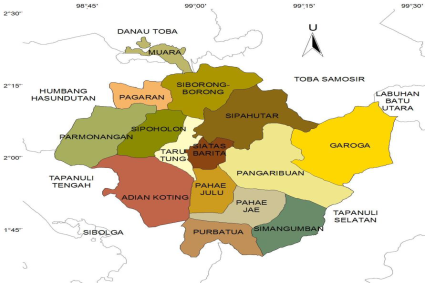 98°45" 99°00" 99°15" 99°30"
2°30"
DANAU TOBA
U
MUARA
TOBA SAMOSIR
2°15"
SIBORONG-
BORONG
HUMBANG
HASUNDUTAN
PAGARAN
LABUHAN
BATU
UTARA
SIPAHUTAR
PARMONANGAN
SIPOHOLON
TARU
TUNG
SIATAS
BARITA
GAROGA
2°00"
PANGARIBUAN
TAPANULI
TENGAH
ADIAN KOTING
PAHAE
JULU
PAHAE
JAE
TAPANULI
SELATAN
1°45"
SIBOLGA
PURBATUA
SIMANGUMBAN